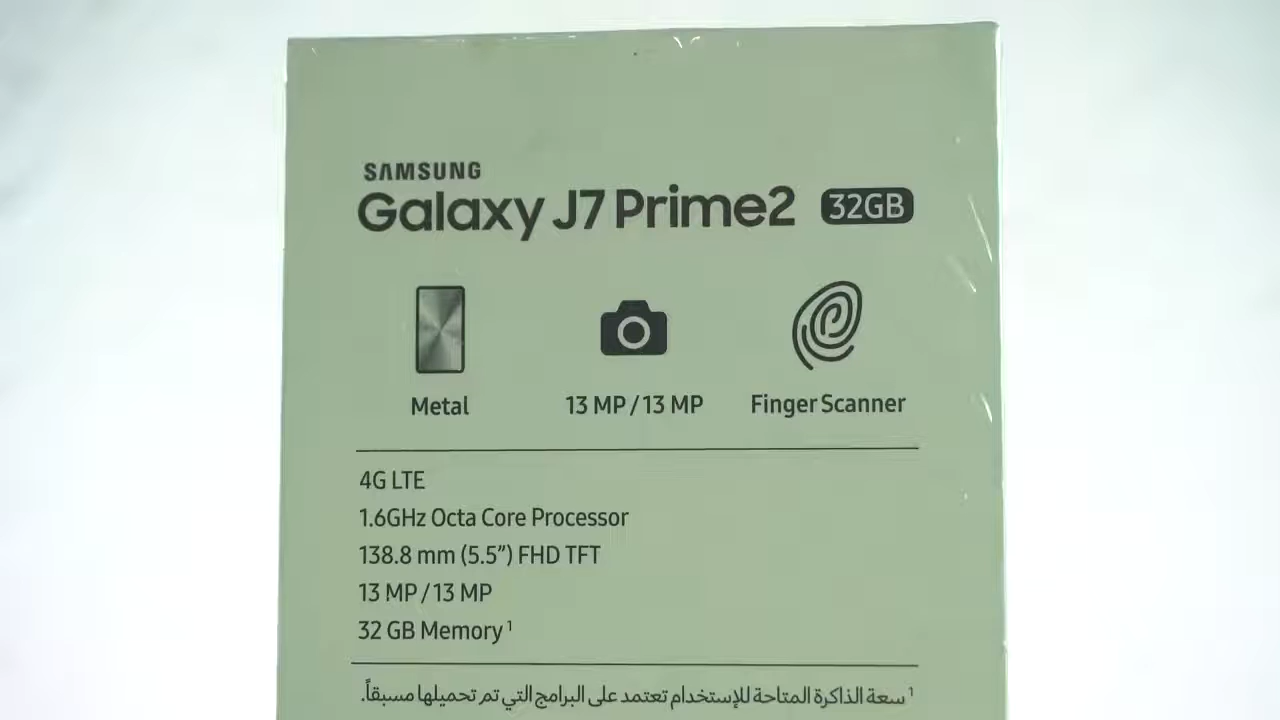 SAMSUNG
Galaxy J7 Prime2 32GB
Metal
13 MP / 13 MP
Finger Scanner
4G LTE
1.6GHz Octa Core Processor
138.8 mm (5.5”) FHD TFT
13 MP / 13 MP
32 GB Memory ¹
¹ سعة الذاكرة المتاحة للإستخدام تعتمد على البرامج التي تم تحميلها مسبقاً.